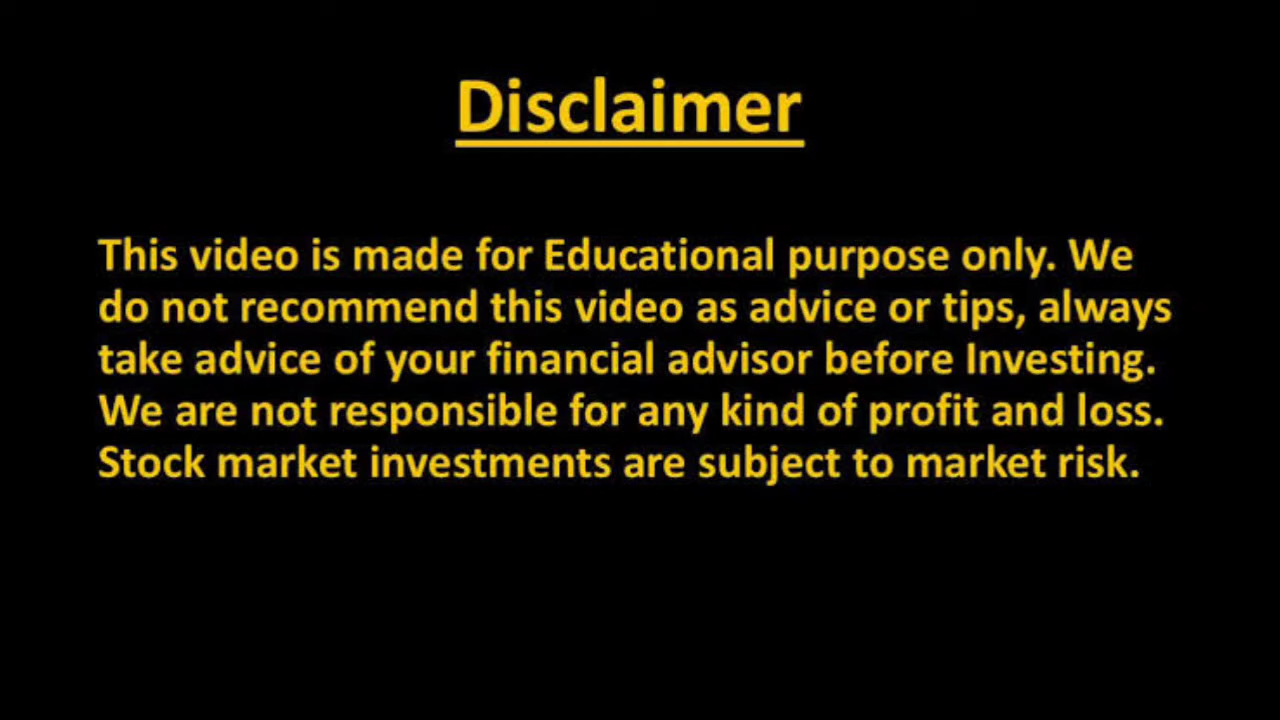 Disclaimer
This video is made for Educational purpose only. We
do not recommend this video as advice or tips, always
take advice of your financial advisor before Investing.
We are not responsible for any kind of profit and loss.
Stock market investments are subject to market risk.